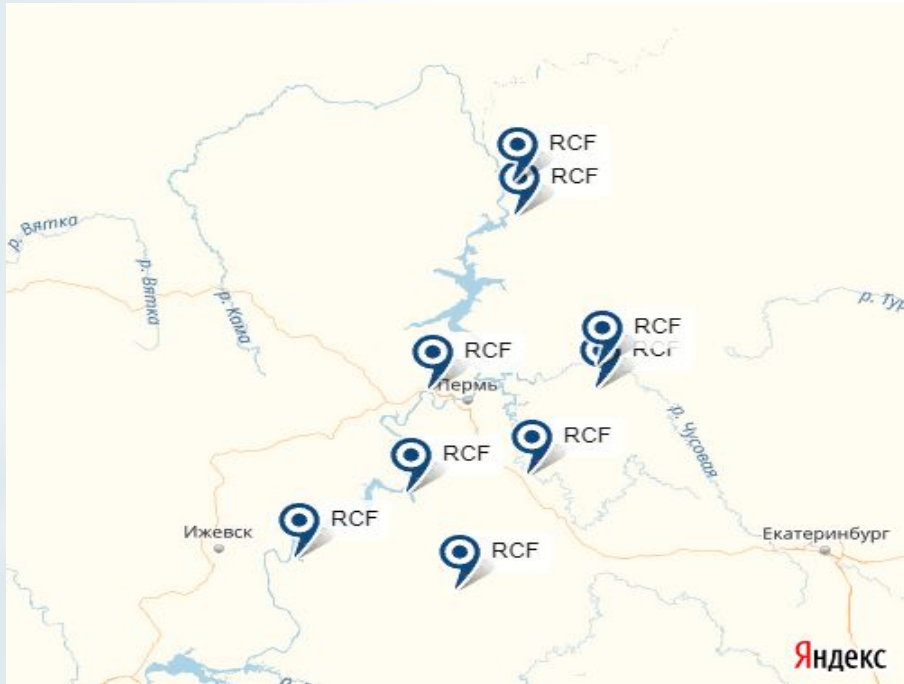 RCF
RCF
р. Вятка
р. Вятка
р. Кама
р. Тур
RCF
RCF
RCF
Пермь
р. Чусовая
RCF
RCF
RCF
Ижевск
Екатеринбург
RCF
Яндекс